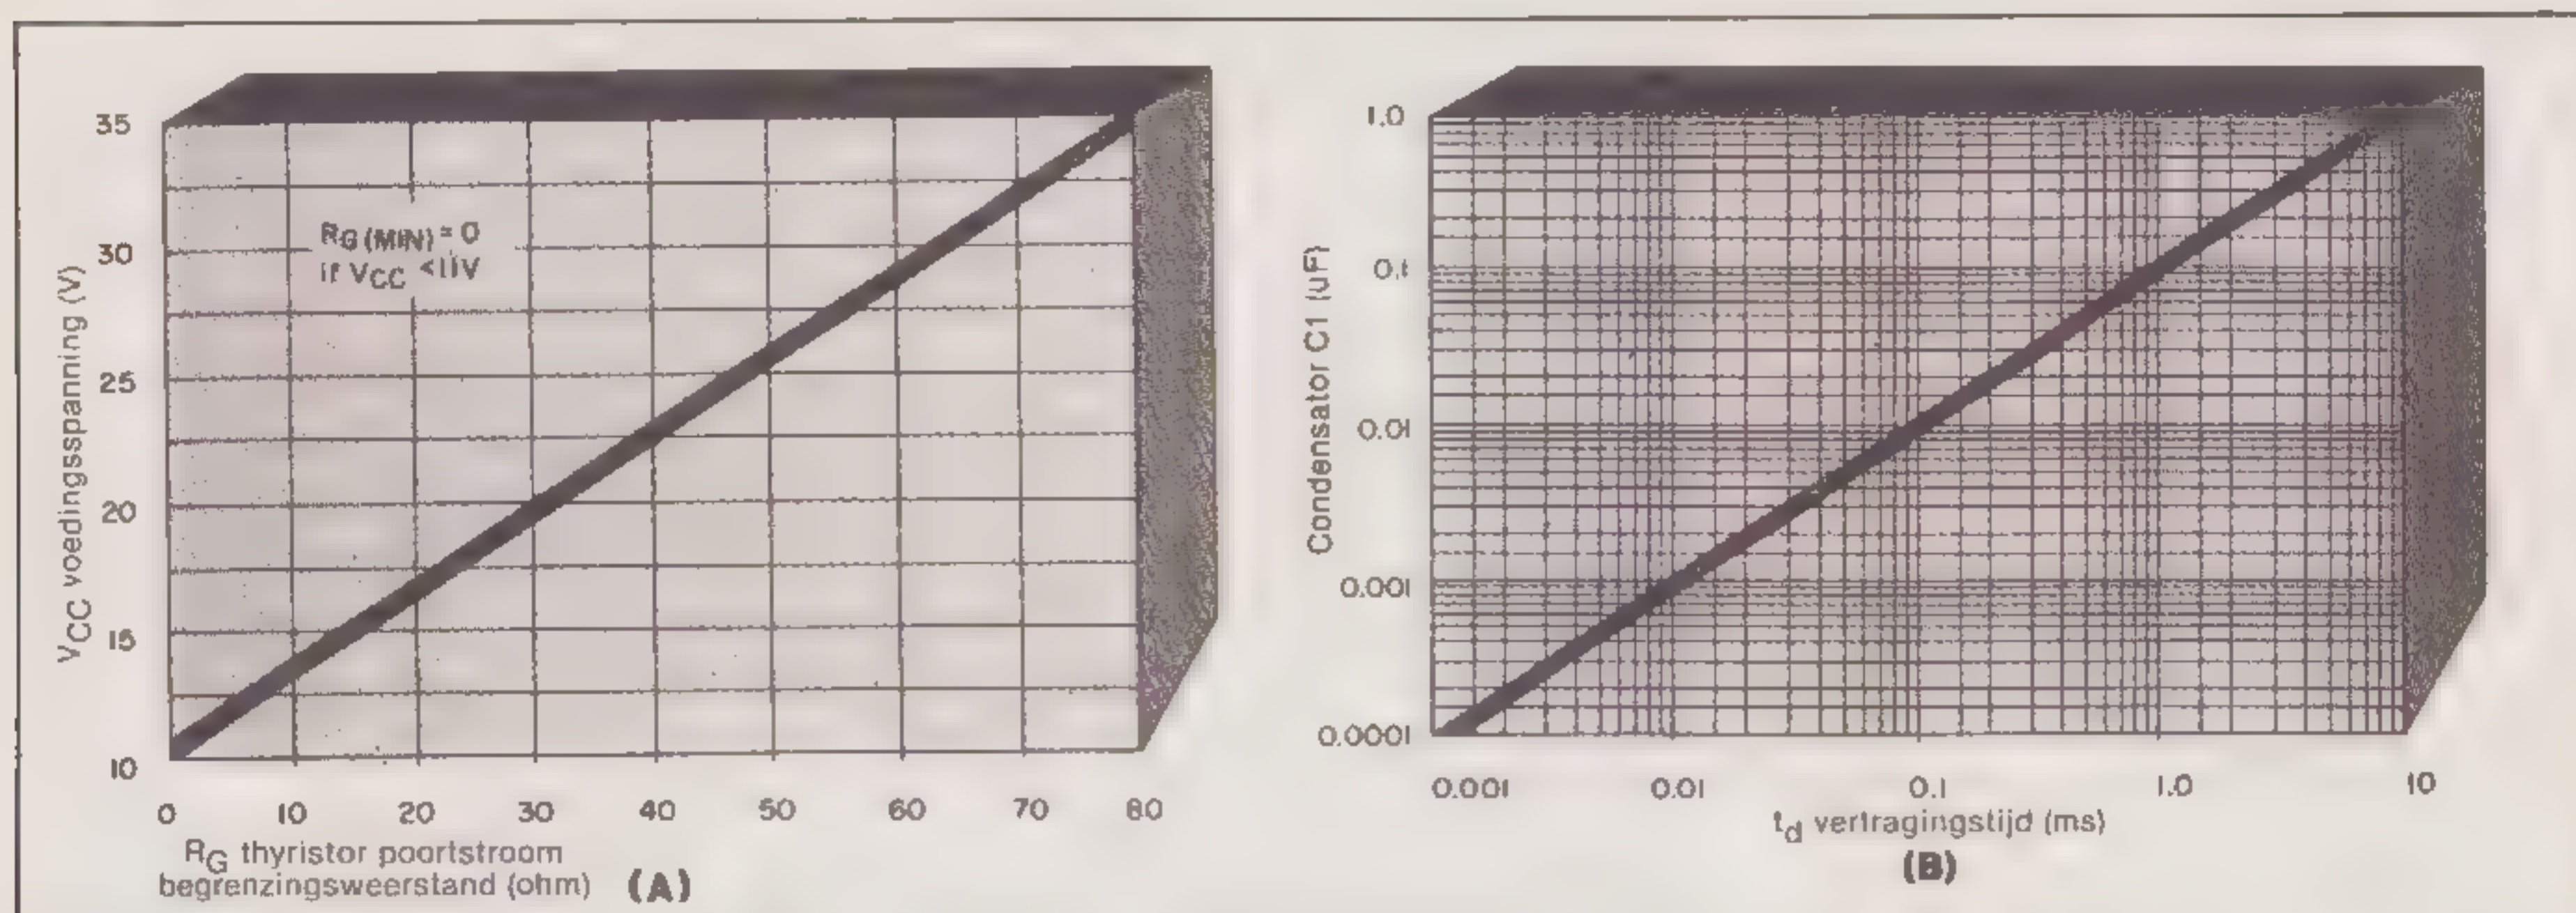 35
30
25
20
15
10
VCC voedingsspanning (V)
RG (MIN) = 0
if VCC <11V
0 10 20 30 40 50 60 70 80
RG thyristor poortstroom
begrenzingsweerstand (ohm) (A)
1.0
0.1
0.01
0.001
0.0001
Condensator C1 (uF)
0.001 0.01 0.1 1.0 10
td vertragingstijd (ms)
(B)